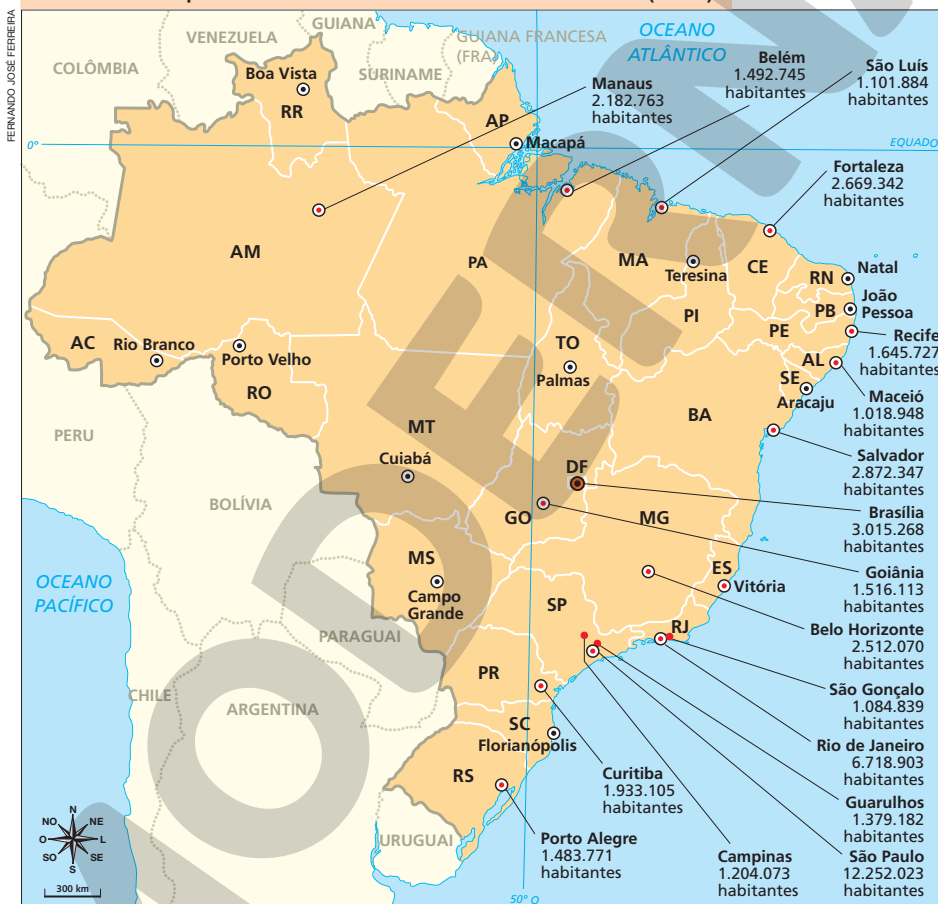 FERNANDO JOSÉ FERREIRA
OCEANO
ATLÂNTICO
GUIANA
VENEZUELA
GUIANA FRANCESA
(FRA)
COLÔMBIA
SURINAME
Boa Vista
RR
AP
Macapá
Manaus
2.182.763
habitantes
Belém
1.492.745
habitantes
São Luís
1.101.884
habitantes
0°
EQUADO
Fortaleza
2.669.342
habitantes
AM
PA
MA
Teresina
CE
RN
Natal
PB
João
Pessoa
PI
PE
Recife
1.645.727
habitantes
AC
Rio Branco
Porto Velho
RO
TO
Palmas
AL
SE
Aracaju
Maceió
1.018.948
habitantes
BA
MT
Cuiabá
Salvador
2.872.347
habitantes
PERU
BOLÍVIA
DF
GO
MG
Brasília
3.015.268
habitantes
MS
Campo
Grande
ES
Vitória
Goiânia
1.516.113
habitantes
OCEANO
PACÍFICO
SP
RJ
Belo Horizonte
2.512.070
habitantes
PARAGUAI
PR
São Gonçalo
1.084.839
habitantes
CHILE
ARGENTINA
SC
Florianópolis
Rio de Janeiro
6.718.903
habitantes
RS
Curitiba
1.933.105
habitantes
Guarulhos
1.379.182
habitantes
URUGUAI
Porto Alegre
1.483.771
habitantes
Campinas
1.204.073
habitantes
São Paulo
12.252.023
habitantes
N
NO
NE
O
L
SO
SE
S
300 km
50° O